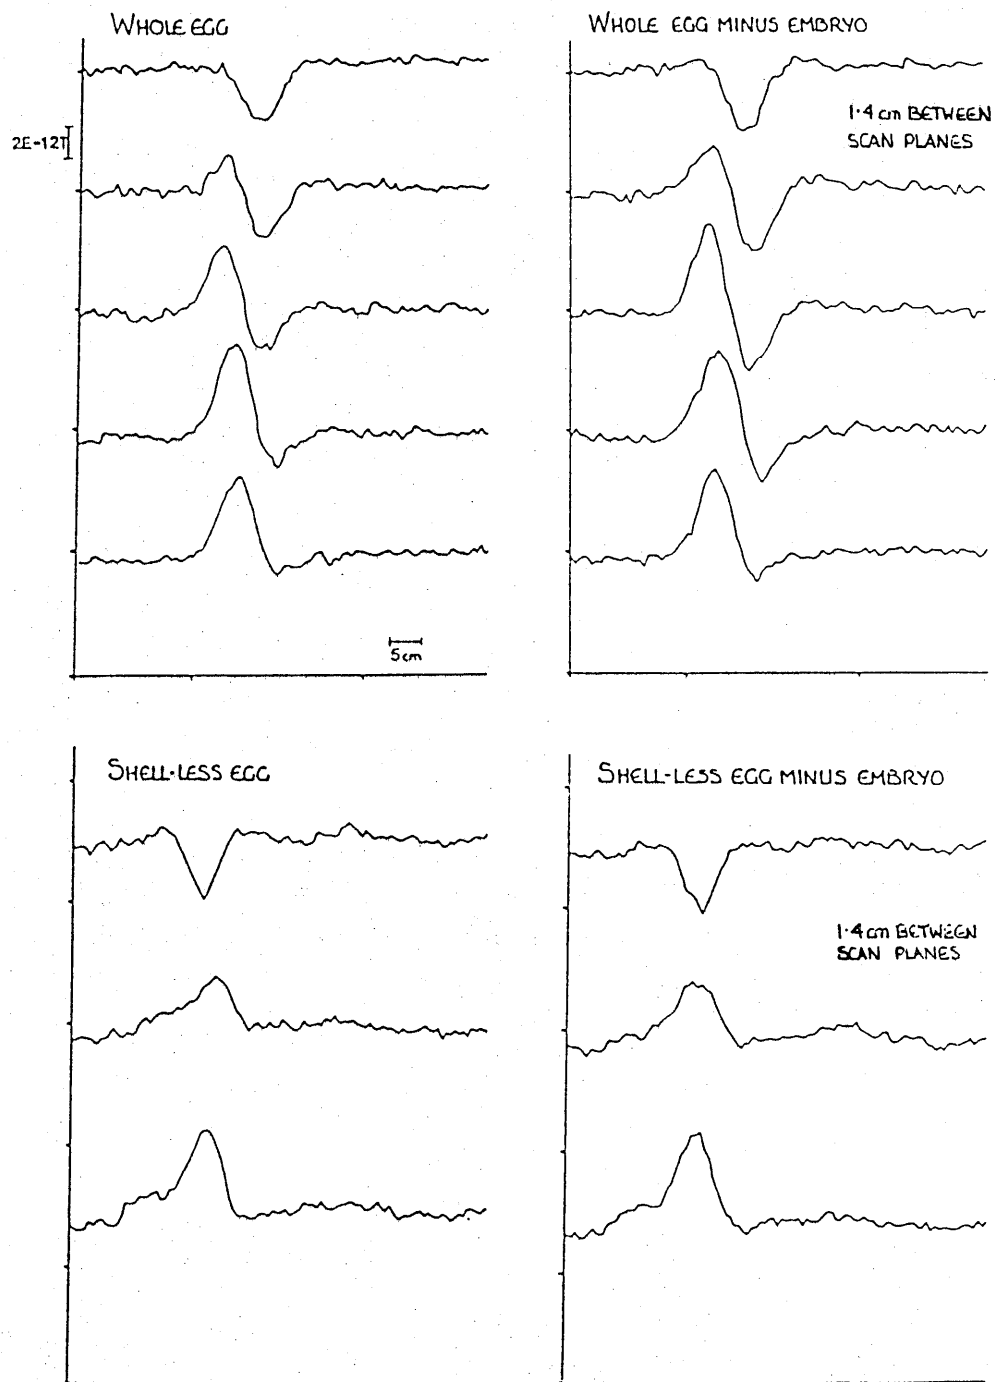 WHOLE EGG
WHOLE EGG MINUS EMBRYO
1.4 cm BETWEEN
SCAN PLANES
2E-12T
5cm
SHELL-LESS EGG
SHELL-LESS EGG MINUS EMBRYO
1.4 cm BETWEEN
SCAN PLANES